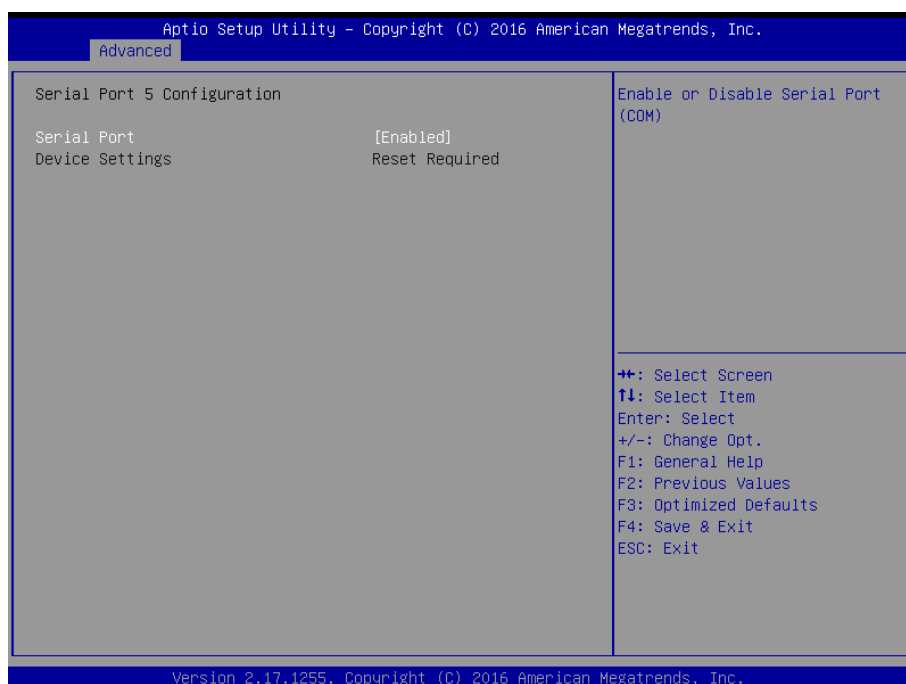 Aptio Setup Utility – Copyright (C) 2016 American Megatrends, Inc.
Advanced
Serial Port 5 Configuration
Serial Port [Enabled]
Device Settings Reset Required
Enable or Disable Serial Port
(COM)
→←: Select Screen
↑↓: Select Item
Enter: Select
+/-: Change Opt.
F1: General Help
F2: Previous Values
F3: Optimized Defaults
F4: Save & Exit
ESC: Exit
Version 2.17.1255. Copyright (C) 2016 American Megatrends, Inc.